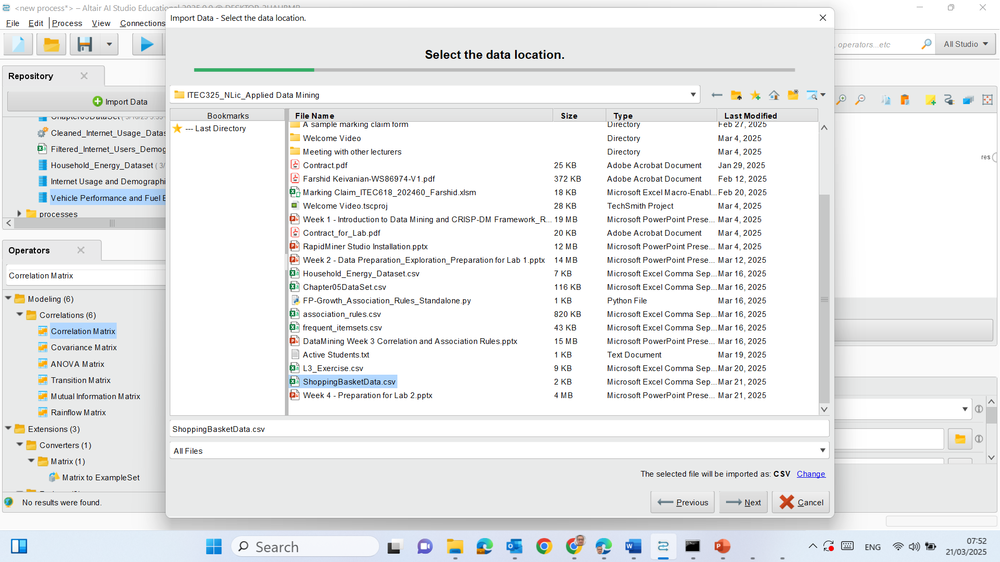 <new process*> – Altair AI Studio Educational 2025.0.0 @ DESKTOP-
File Edit Process View Connections
Import Data - Select the data location.
Select the data location.
, operators...etc
All Studio
Repository
Import Data
Cleaned_Internet_Usage_Datas
Filtered_Internet_Users_Demog
Household_Energy_Dataset ( 3/
Internet Usage and Demographi
Vehicle Performance and Fuel E
processes
Operators
Correlation Matrix
Modeling (6)
Correlations (6)
Correlation Matrix
Covariance Matrix
ANOVA Matrix
Transition Matrix
Mutual Information Matrix
Rainflow Matrix
Extensions (3)
Converters (1)
Matrix (1)
Matrix to ExampleSet
No results were found.
ITEC325_NLic_Applied Data Mining
Bookmarks
--- Last Directory
File Name Size Type Last Modified
A sample marking claim form Directory Feb 27, 2025
Welcome Video Directory Mar 4, 2025
Meeting with other lecturers Directory Mar 4, 2025
Contract.pdf 25 KB Adobe Acrobat Document Jan 29, 2025
Farshid Keivanian-WS86974-V1.pdf 372 KB Adobe Acrobat Document Feb 12, 2025
Marking Claim_ITEC618_202460_Farshid.xlsm 18 KB Microsoft Excel Macro-Enabl... Feb 20, 2025
Welcome Video.tscproj 28 KB TechSmith Project Mar 4, 2025
Week 1 - Introduction to Data Mining and CRISP-DM Framework_R... 19 MB Microsoft PowerPoint Prese... Mar 4, 2025
Contract_for_Lab.pdf 20 KB Adobe Acrobat Document Mar 4, 2025
RapidMiner Studio Installation.pptx 12 MB Microsoft PowerPoint Prese... Mar 4, 2025
Week 2 - Data Preparation_Exploration_Preparation for Lab 1.pptx 14 MB Microsoft PowerPoint Prese... Mar 12, 2025
Household_Energy_Dataset.csv 7 KB Microsoft Excel Comma Sep... Mar 16, 2025
Chapter05DataSet.csv 116 KB Microsoft Excel Comma Sep... Mar 16, 2025
FP-Growth_Association_Rules_Standalone.py 1 KB Python File Mar 16, 2025
association_rules.csv 820 KB Microsoft Excel Comma Sep... Mar 16, 2025
frequent_itemsets.csv 43 KB Microsoft Excel Comma Sep... Mar 16, 2025
DataMining Week 3 Correlation and Association Rules.pptx 15 MB Microsoft PowerPoint Prese... Mar 16, 2025
Active Students.txt 1 KB Text Document Mar 19, 2025
L3_Exercise.csv 9 KB Microsoft Excel Comma Sep... Mar 20, 2025
ShoppingBasketData.csv 2 KB Microsoft Excel Comma Sep... Mar 21, 2025
Week 4 - Preparation for Lab 2.pptx 4 MB Microsoft PowerPoint Prese... Mar 21, 2025
ShoppingBasketData.csv
All Files
The selected file will be imported as: CSV Change
Previous Next Cancel
res
Search
ENG
07:52
21/03/2025